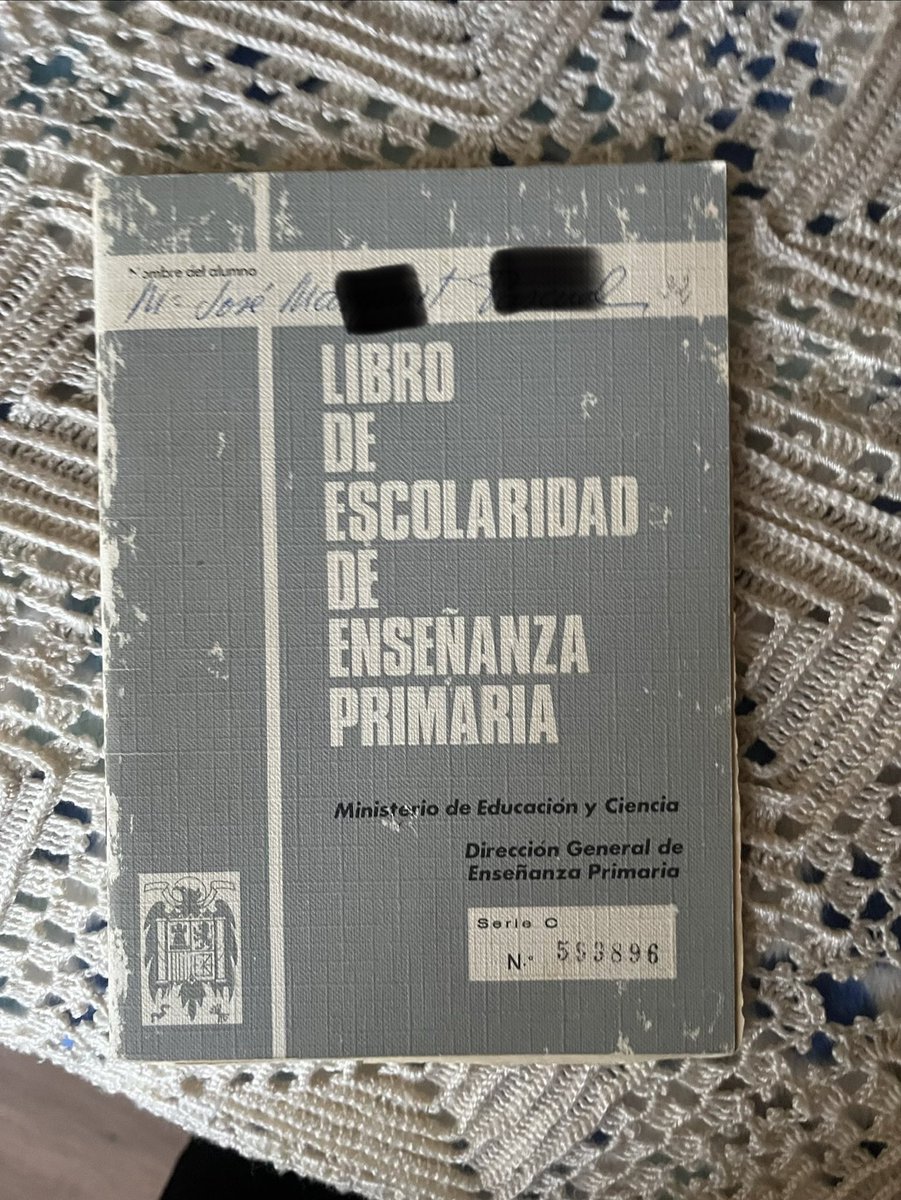 Nombre del alumno
Mª José
LIBRO
DE
ESCOLARIDAD
DE
ENSEÑANZA
PRIMARIA
Ministerio de Educación y Ciencia
Dirección General de
Enseñanza Primaria
Serie C
N.º 593896